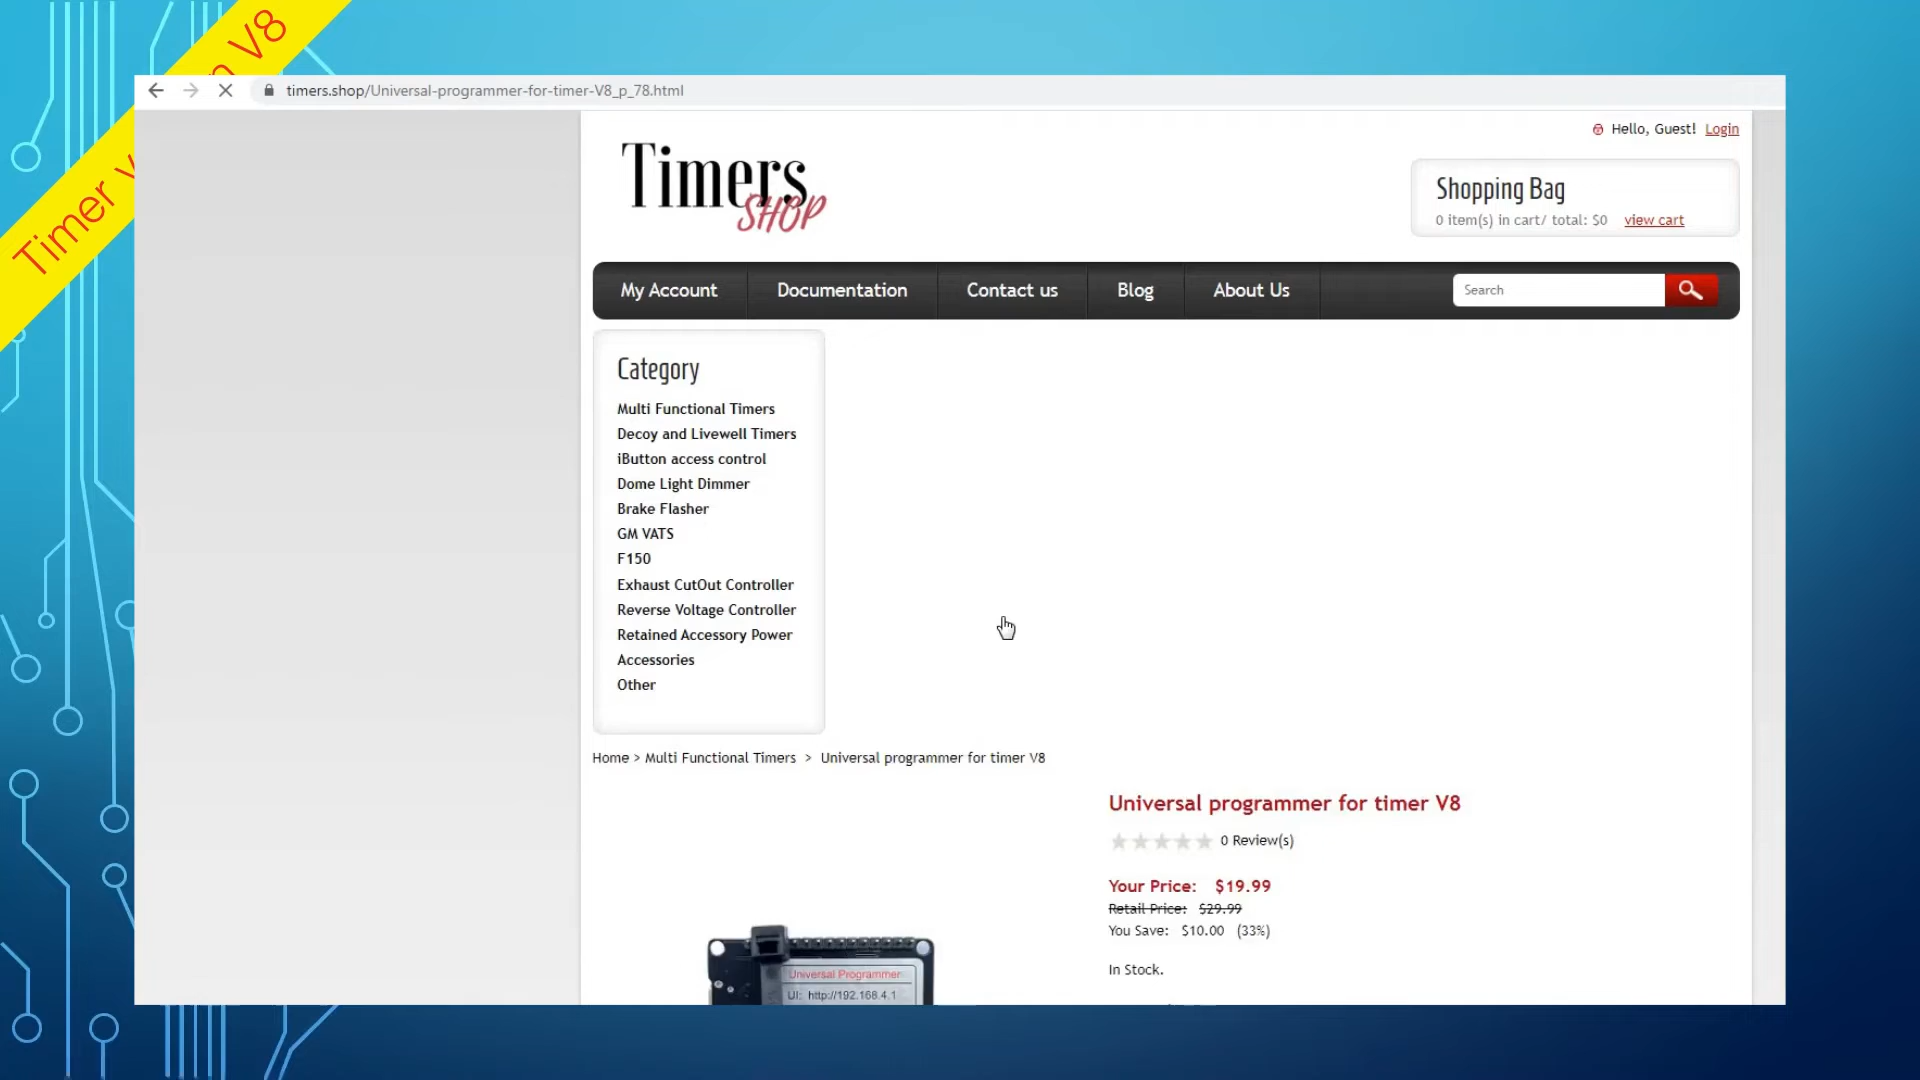 Timer V
n V8
timers.shop/Universal-programmer-for-timer-V8_p_78.html
Hello, Guest! Login
Timers
SHOP
Shopping Bag
0 item(s) in cart/ total: $0 view cart
My Account Documentation Contact us Blog About Us Search
Category
Multi Functional Timers
Decoy and Livewell Timers
iButton access control
Dome Light Dimmer
Brake Flasher
GM VATS
F150
Exhaust CutOut Controller
Reverse Voltage Controller
Retained Accessory Power
Accessories
Other
Home > Multi Functional Timers > Universal programmer for timer V8
Universal programmer for timer V8
0 Review(s)
Your Price: $19.99
Retail Price: $29.99
You Save: $10.00 (33%)
In Stock.
Universal Programmer
UI: http://192.168.4.1